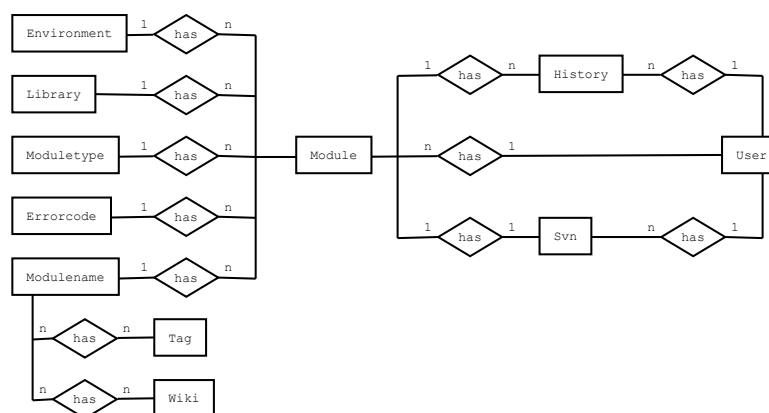 Environment 1 has n
Library 1 has n
Moduletype 1 has n
Errorcode 1 has n
Modulename 1 has n
n has n Tag
n has n Wiki
Module
1 has n History n has 1
n has 1 User
1 has 1 Svn n has 1